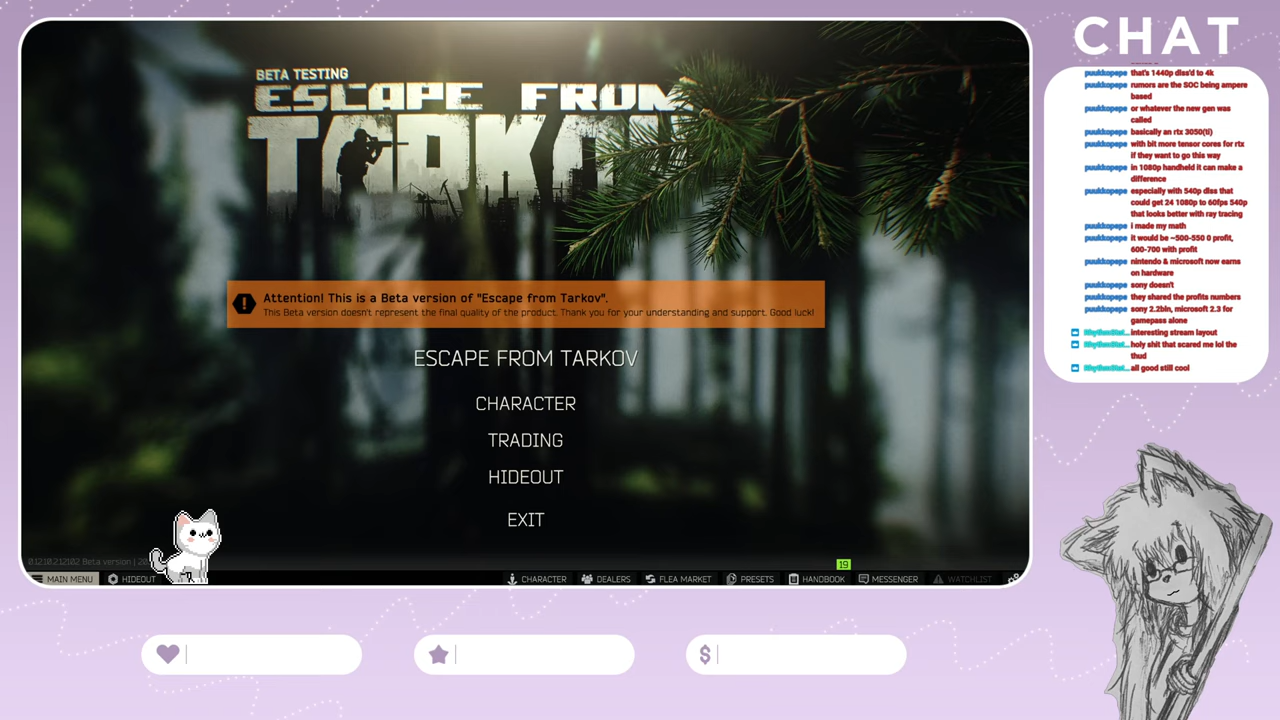 CHAT
BETA TESTING
ESCAPE FROM
TARKOV
Attention! This is a Beta version of "Escape from Tarkov".
This Beta version doesn't represent the final quality of the product. Thank you for your understanding and support. Good luck!
ESCAPE FROM TARKOV
CHARACTER
TRADING
HIDEOUT
EXIT
Beta version |
19
MAIN MENU
HIDEOUT
CHARACTER
DEALERS
FLEA MARKET
PRESETS
HANDBOOK
MESSENGER
WATCHLIST
$
puukkopepe that's 1440p dlss'd to 4k
puukkopepe rumors are the SOC being ampere
based
puukkopepe or whatever the new gen was
called
puukkopepe basically an rtx 3050(ti)
puukkopepe with bit more tensor cores for rtx
if they want to go this way
puukkopepe in 1080p handheld it can make a
difference
puukkopepe especially with 540p dlss that
could get 24 1080p to 60fps 540p
that looks better with ray tracing
puukkopepe i made my math
puukkopepe it would be ~500-550 0 profit,
600-700 with profit
puukkopepe nintendo & microsoft now earns
on hardware
puukkopepe sony doesn't
puukkopepe they shared the profits numbers
puukkopepe sony 2.2bln, microsoft 2.3 for
gamepass alone
interesting stream layout
holy shit that scared me lol the
thud
all good still cool